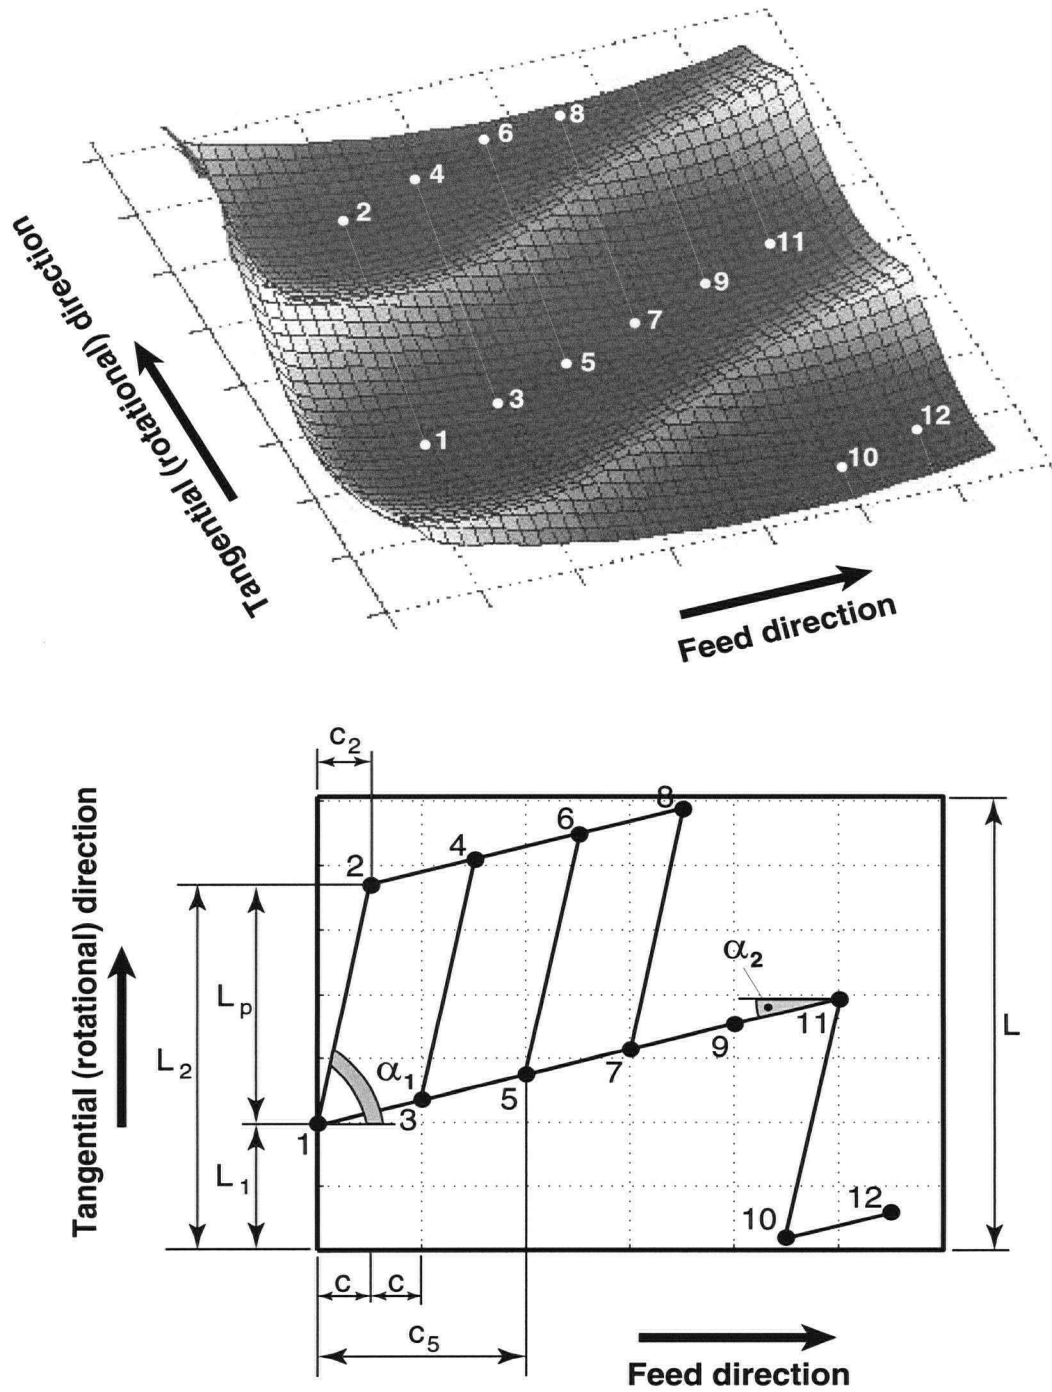 8
6
4
2
11
9
7
5
3
1
12
10
Tangential (rotational) direction
Feed direction
c₂
8
6
4
2
Tangential (rotational) direction
α₂
Lₚ
11
L
9
L₂
α₁
7
5
3
1
L₁
12
10
c
c
c₅
Feed direction